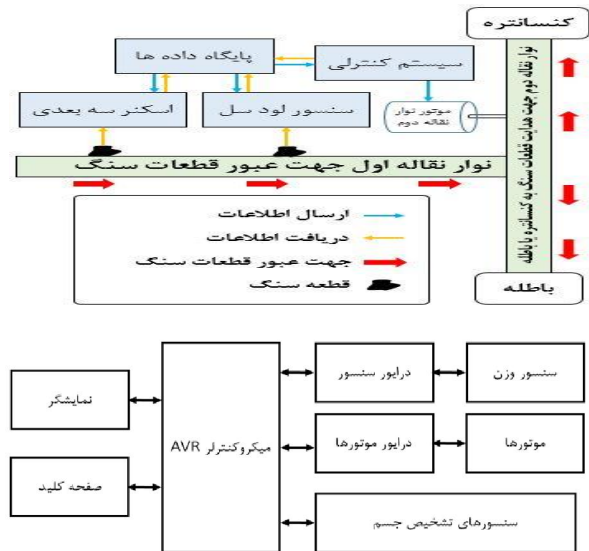 کنسانتره
پایگاه داده ها
سیستم کنترلی
اسکنر سه بعدی
سنسور لود سل
موتور نوار
نقاله دوم
نوار نقاله دوم جهت هدایت قطعات سنگ به کنسانتره یا باطله
نوار نقاله اول جهت عبور قطعات سنگ
ارسال اطلاعات
دریافت اطلاعات
جهت عبور قطعات سنگ
قطعه سنگ
باطله
نمایشگر
صفحه کلید
میکروکنترلر AVR
درایور سنسور
سنسور وزن
درایور موتورها
موتورها
سنسورهای تشخیص جسم